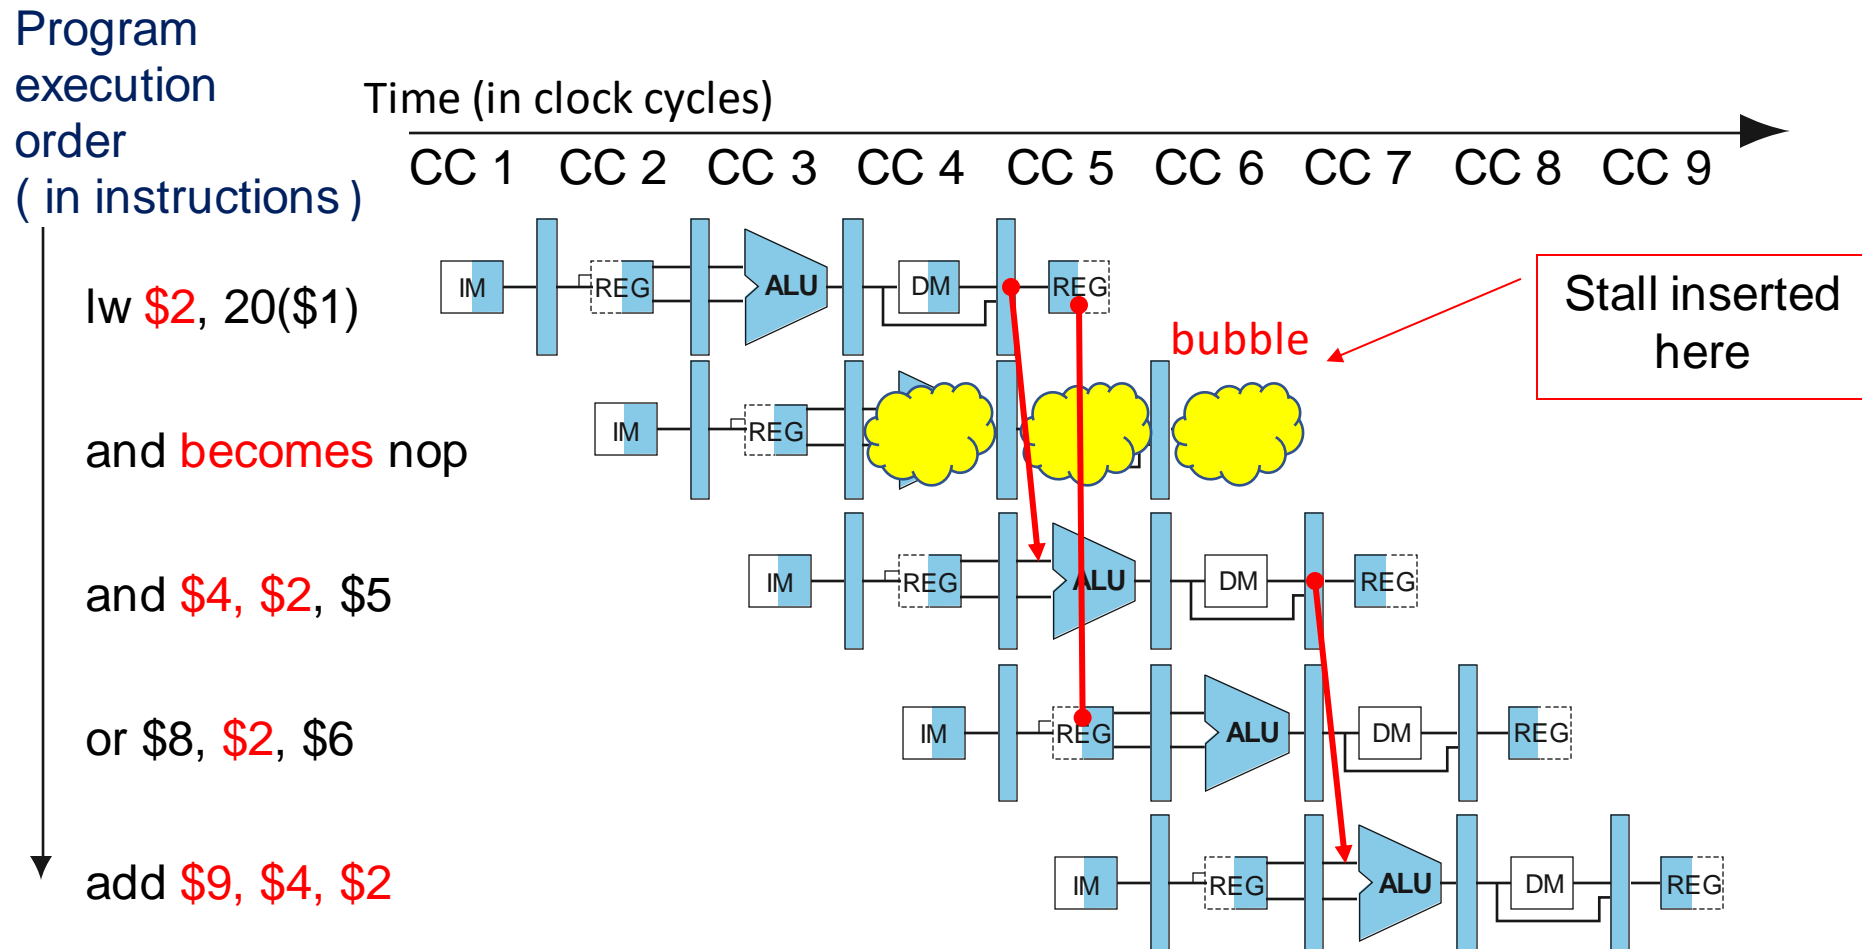 Program
execution
order
( in instructions )
Time (in clock cycles)
CC 1 CC 2 CC 3 CC 4 CC 5 CC 6 CC 7 CC 8 CC 9
lw $2, 20($1)
IM REG ALU DM REG
bubble
Stall inserted
here
and becomes nop
IM REG
and $4, $2, $5
IM REG ALU DM REG
or $8, $2, $6
IM REG ALU DM REG
add $9, $4, $2
IM REG ALU DM REG